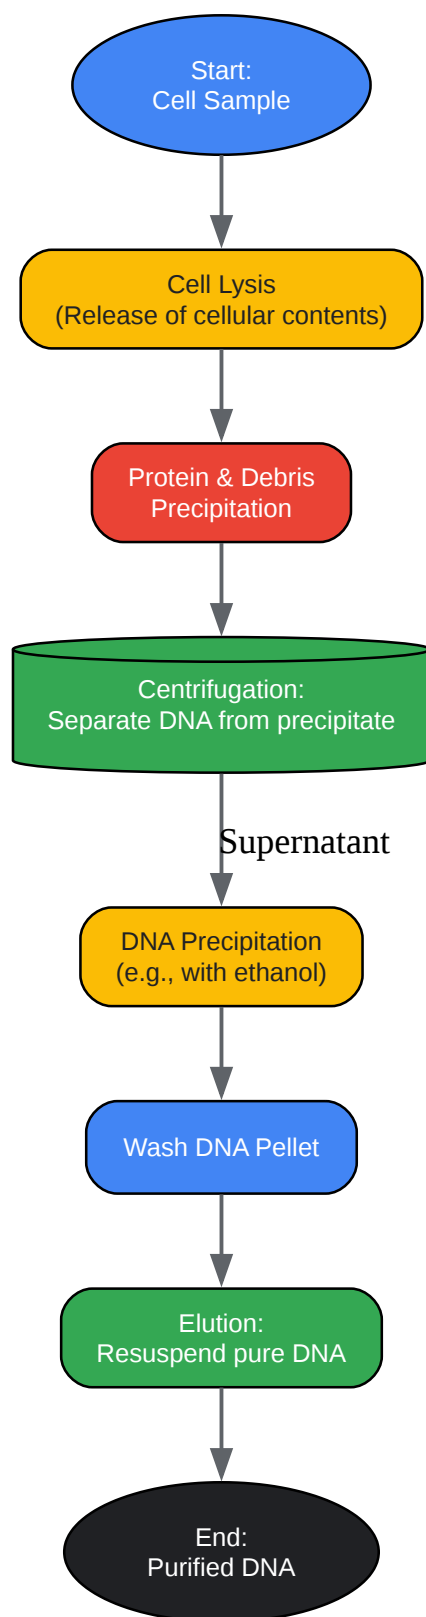 Start:
Cell Sample
Cell Lysis
(Release of cellular contents)
Protein & Debris
Precipitation
Centrifugation:
Separate DNA from precipitate
Supernatant
DNA Precipitation
(e.g., with ethanol)
Wash DNA Pellet
Elution:
Resuspend pure DNA
End:
Purified DNA